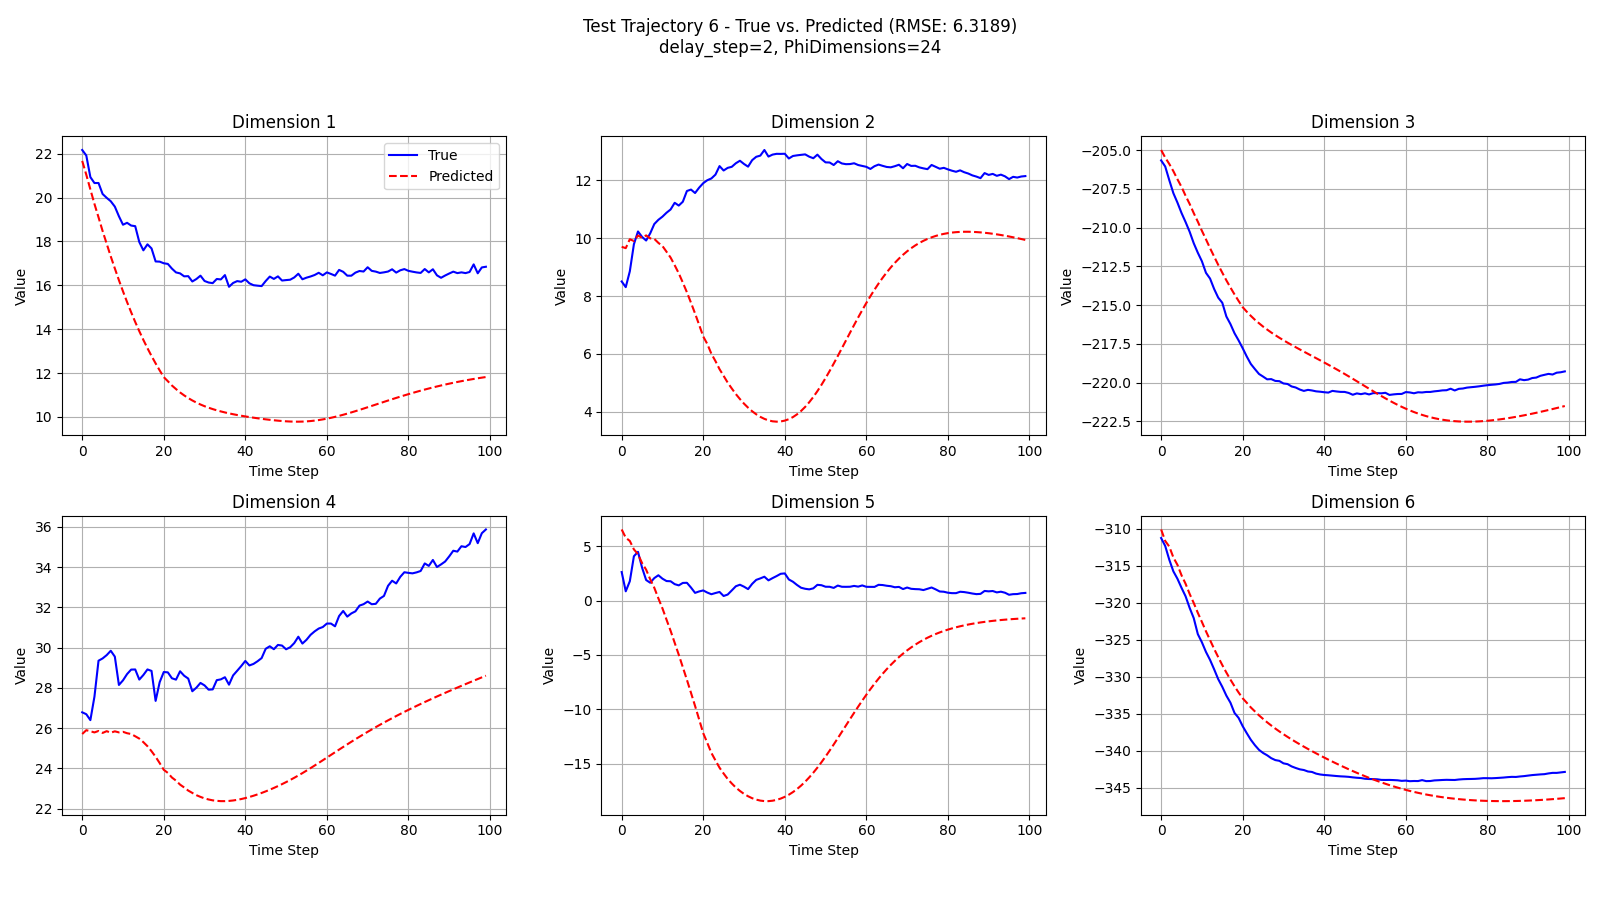 Test Trajectory 6 - True vs. Predicted (RMSE: 6.3189)
delay_step=2, PhiDimensions=24
Dimension 1
True
Predicted
Value
22
20
18
16
14
12
10
0 20 40 60 80 100
Time Step
Dimension 2
Value
12
10
8
6
4
0 20 40 60 80 100
Time Step
Dimension 3
Value
−205.0
−207.5
−210.0
−212.5
−215.0
−217.5
−220.0
−222.5
0 20 40 60 80 100
Time Step
Dimension 4
Value
36
34
32
30
28
26
24
22
0 20 40 60 80 100
Time Step
Dimension 5
Value
5
0
−5
−10
−15
0 20 40 60 80 100
Time Step
Dimension 6
Value
−310
−315
−320
−325
−330
−335
−340
−345
0 20 40 60 80 100
Time Step